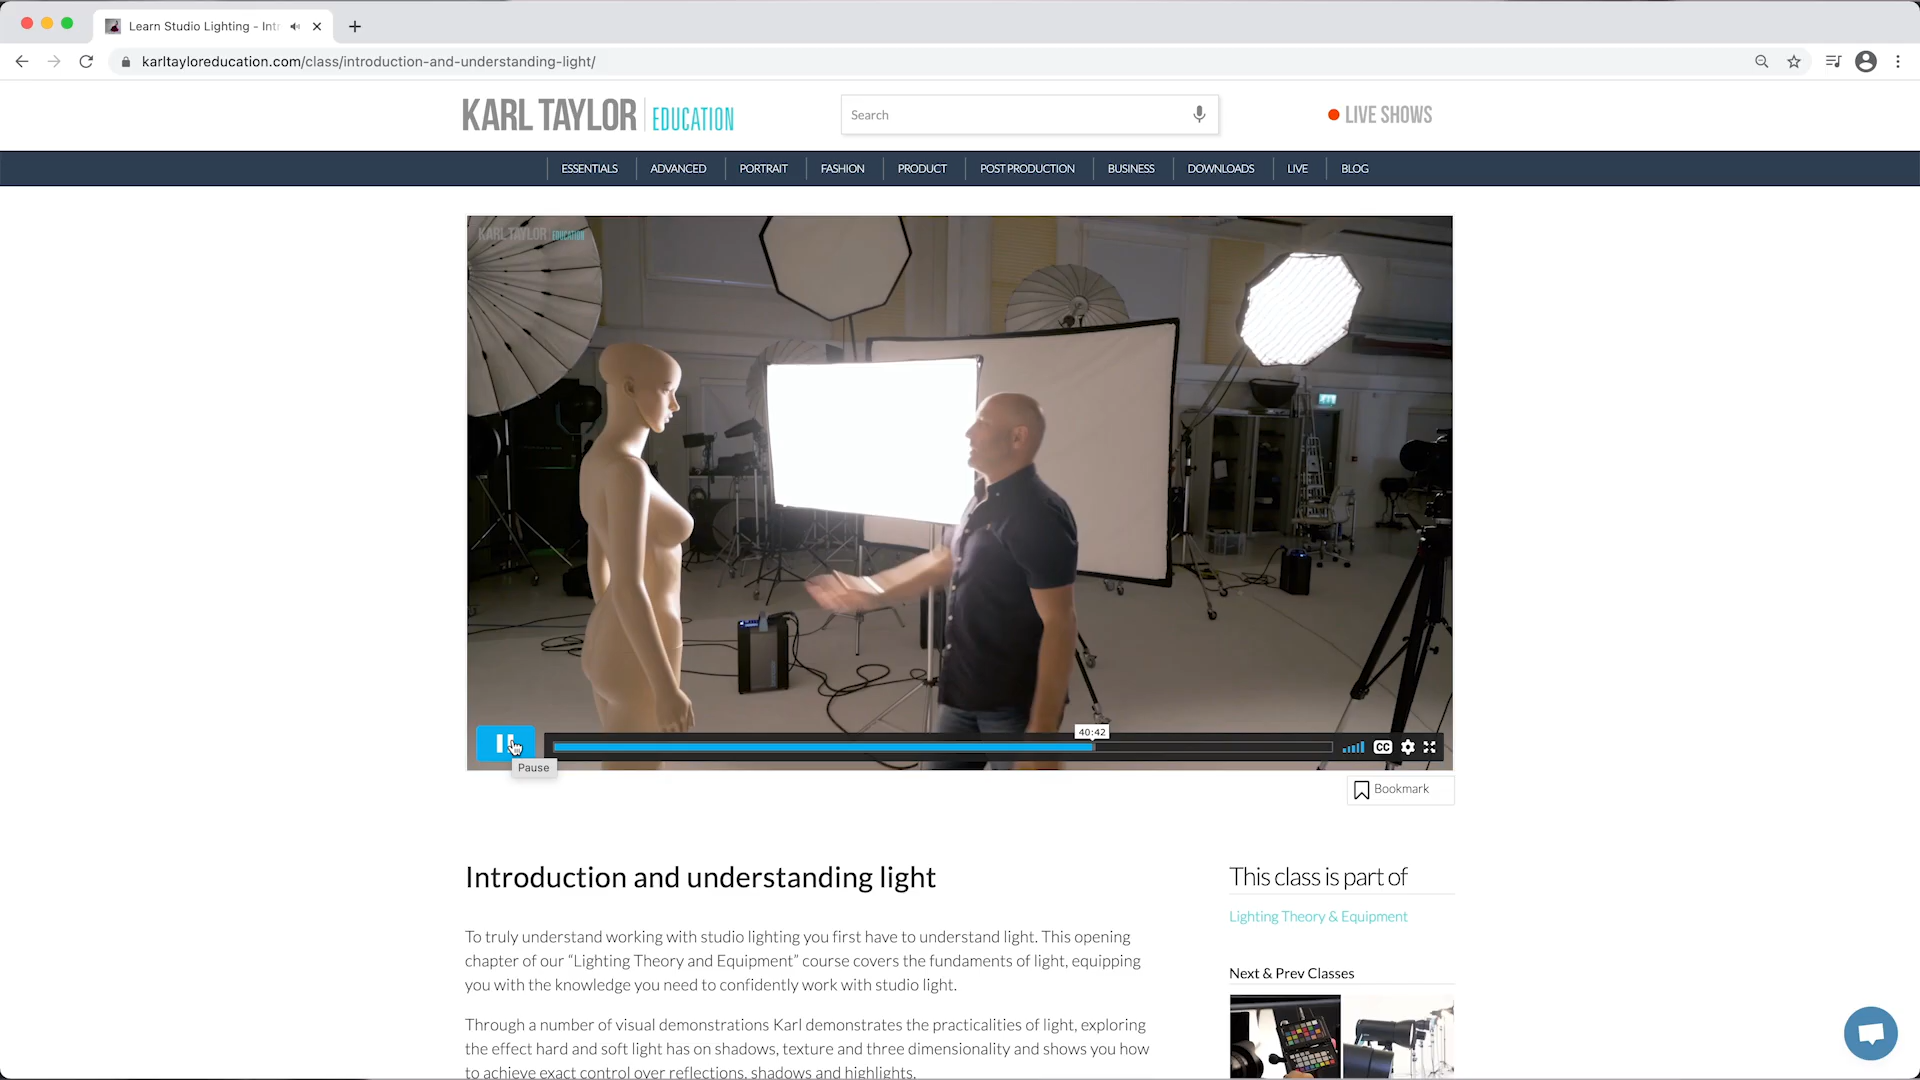 Learn Studio Lighting - Intr
karltayloreducation.com/class/introduction-and-understanding-light/
KARL TAYLOR EDUCATION
Search
LIVE SHOWS
ESSENTIALS ADVANCED PORTRAIT FASHION PRODUCT POST PRODUCTION BUSINESS DOWNLOADS LIVE BLOG
KARL TAYLOR EDUCATION
40:42
CC
Pause
Bookmark
Introduction and understanding light
To truly understand working with studio lighting you first have to understand light. This opening
chapter of our “Lighting Theory and Equipment” course covers the fundaments of light, equipping
you with the knowledge you need to confidently work with studio light.
Through a number of visual demonstrations Karl demonstrates the practicalities of light, exploring
the effect hard and soft light has on shadows, texture and three dimensionality and shows you how
to achieve exact control over reflections, shadows and highlights.
This class is part of
Lighting Theory & Equipment
Next & Prev Classes